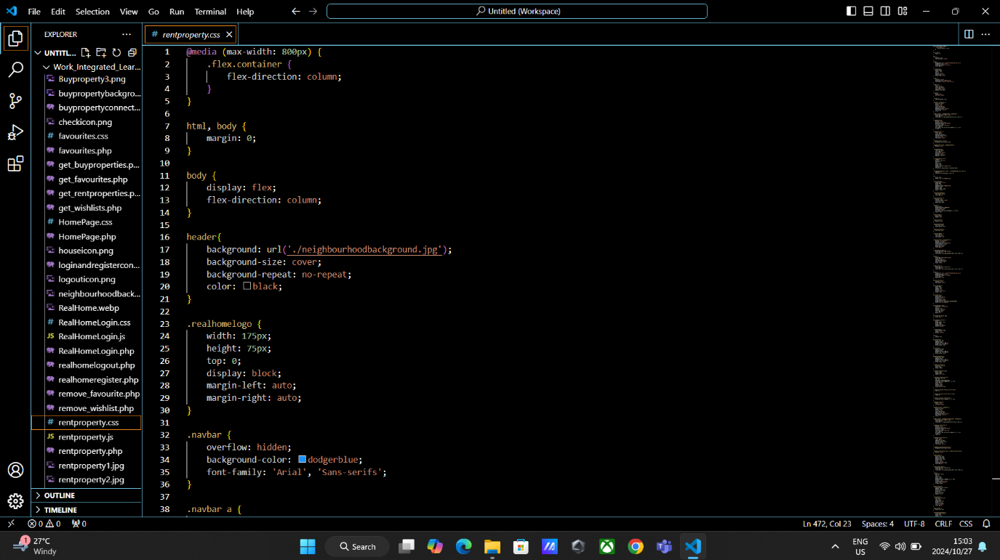 File Edit Selection View Go Run Terminal Help
Untitled (Workspace)
EXPLORER
UNTITL...
Work_Integrated_Lear...
Buyproperty3.png
buypropertybackgro...
buypropertyconnect...
checkicon.png
favourites.css
favourites.php
get_buyproperties.p...
get_favourites.php
get_rentproperties.p...
get_wishlists.php
HomePage.css
HomePage.php
houseicon.png
loginandregistercon...
logouticon.png
neighbourhoodback...
RealHome.webp
RealHomeLogin.css
JS RealHomeLogin.js
RealHomeLogin.php
realhomelogout.php
realhomeregister.php
remove_favourite.php
remove_wishlist.php
rentproperty.css
JS rentproperty.js
rentproperty.php
rentproperty1.jpg
rentproperty2.jpg
OUTLINE
TIMELINE
# rentproperty.css
1 @media (max-width: 800px) {
2 .flex.container {
3 flex-direction: column;
4 }
5 }
6
7 html, body {
8 margin: 0;
9 }
10
11 body {
12 display: flex;
13 flex-direction: column;
14 }
15
16 header{
17 background: url('./neighbourhoodbackground.jpg');
18 background-size: cover;
19 background-repeat: no-repeat;
20 color: black;
21 }
22
23 .realhomelogo {
24 width: 175px;
25 height: 75px;
26 top: 0;
27 display: block;
28 margin-left: auto;
29 margin-right: auto;
30 }
31
32 .navbar {
33 overflow: hidden;
34 background-color: dodgerblue;
35 font-family: 'Arial', 'Sans-serifs';
36 }
37
38 .navbar a {
0 0 0
Ln 472, Col 23 Spaces: 4 UTF-8 CRLF CSS
1
27°C
Windy
Search
ENG
US
15:03
2024/10/27